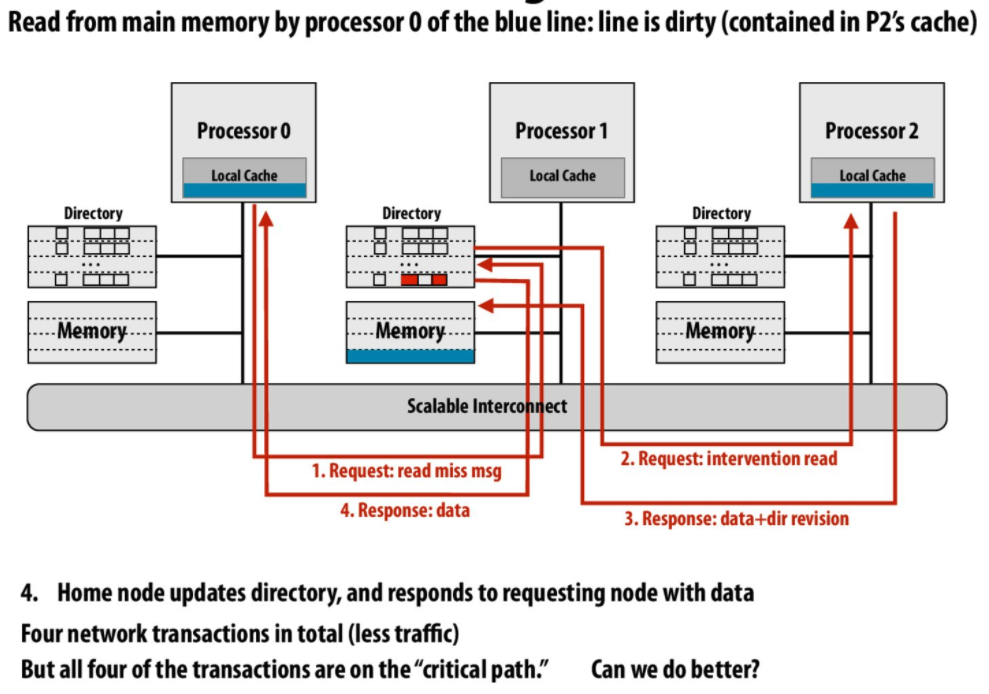 Read from main memory by processor 0 of the blue line: line is dirty (contained in P2's cache)
Processor 0
Processor 1
Processor 2
Local Cache
Local Cache
Local Cache
Directory
Directory
Directory
...
...
...
Memory
Memory
Memory
Scalable Interconnect
1. Request: read miss msg
2. Request: intervention read
4. Response: data
3. Response: data+dir revision
4. Home node updates directory, and responds to requesting node with data
Four network transactions in total (less traffic)
But all four of the transactions are on the “critical path.” Can we do better?